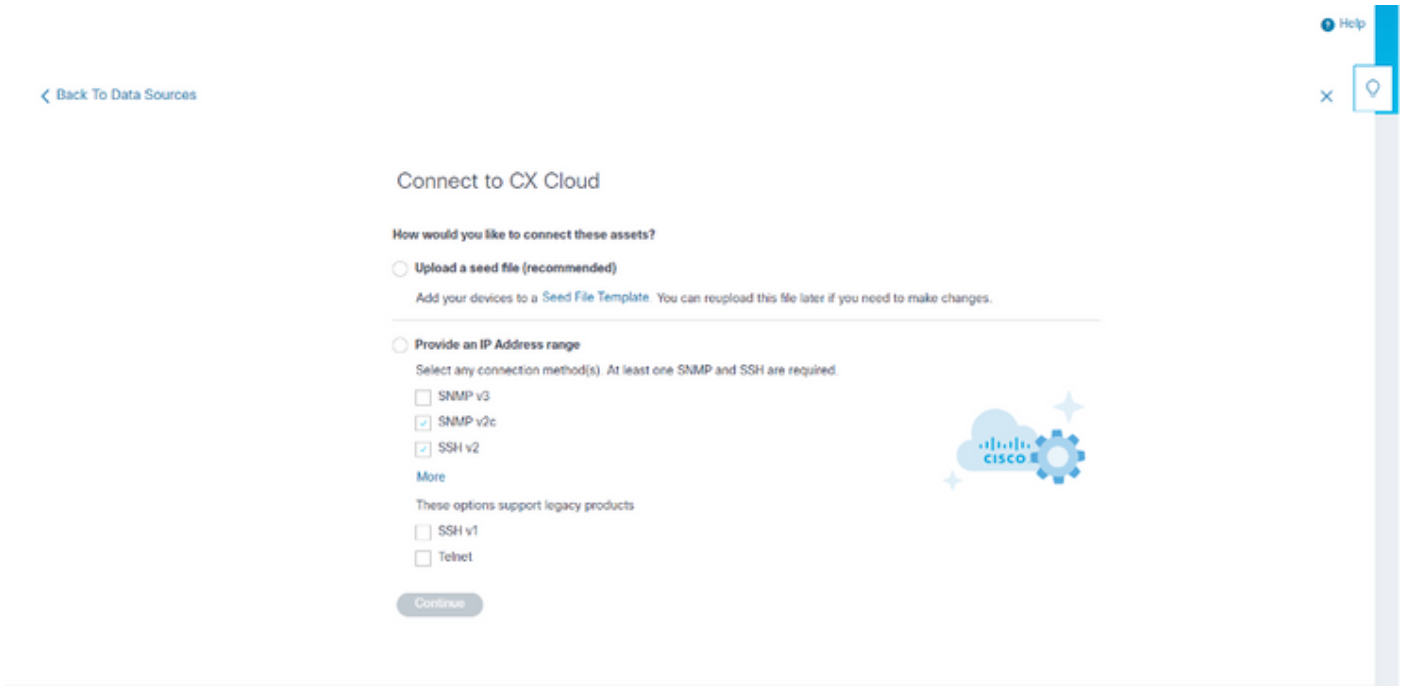 Help
Back To Data Sources
Connect to CX Cloud
How would you like to connect these assets?
Upload a seed file (recommended)
Add your devices to a Seed File Template. You can reupload this file later if you need to make changes.
Provide an IP Address range
Select any connection method(s). At least one SNMP and SSH are required.
SNMP v3
SNMP v2c
SSH v2
More
These options support legacy products
SSH v1
Telnet
CISCO
Continue